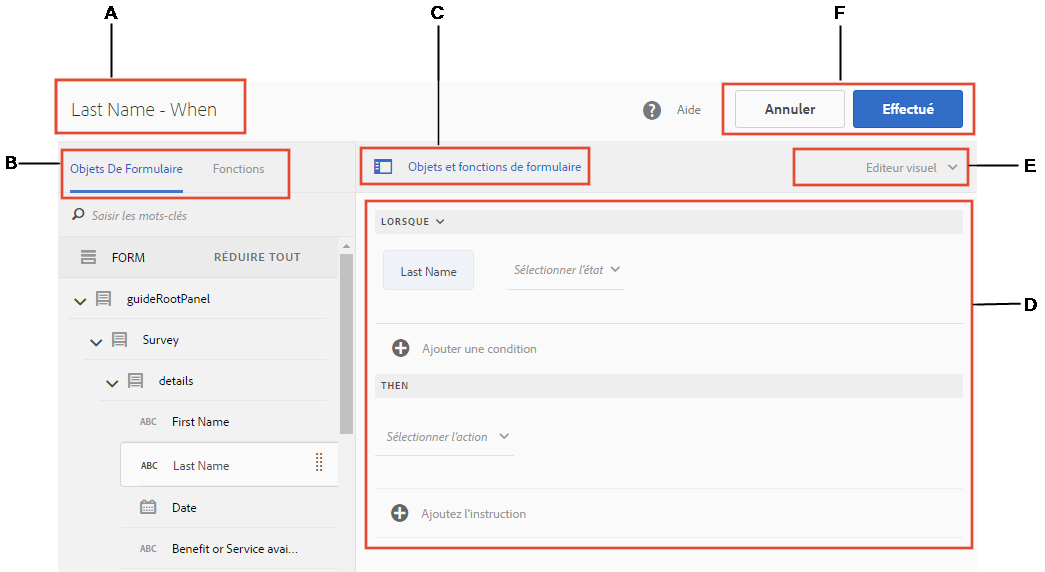 A
C
F
Last Name - When
Aide
Annuler
Effectué
B
Objets De Formulaire
Fonctions
Objets et fonctions de formulaire
Editeur visuel
E
Saisir les mots-clés
LORSQUE
FORM
RÉDUIRE TOUT
Last Name
Sélectionner l'état
guideRootPanel
D
Survey
Ajouter une condition
details
THEN
ABC First Name
Sélectionner l'action
ABC Last Name
Date
Ajoutez l'instruction
ABC Benefit or Service avai...